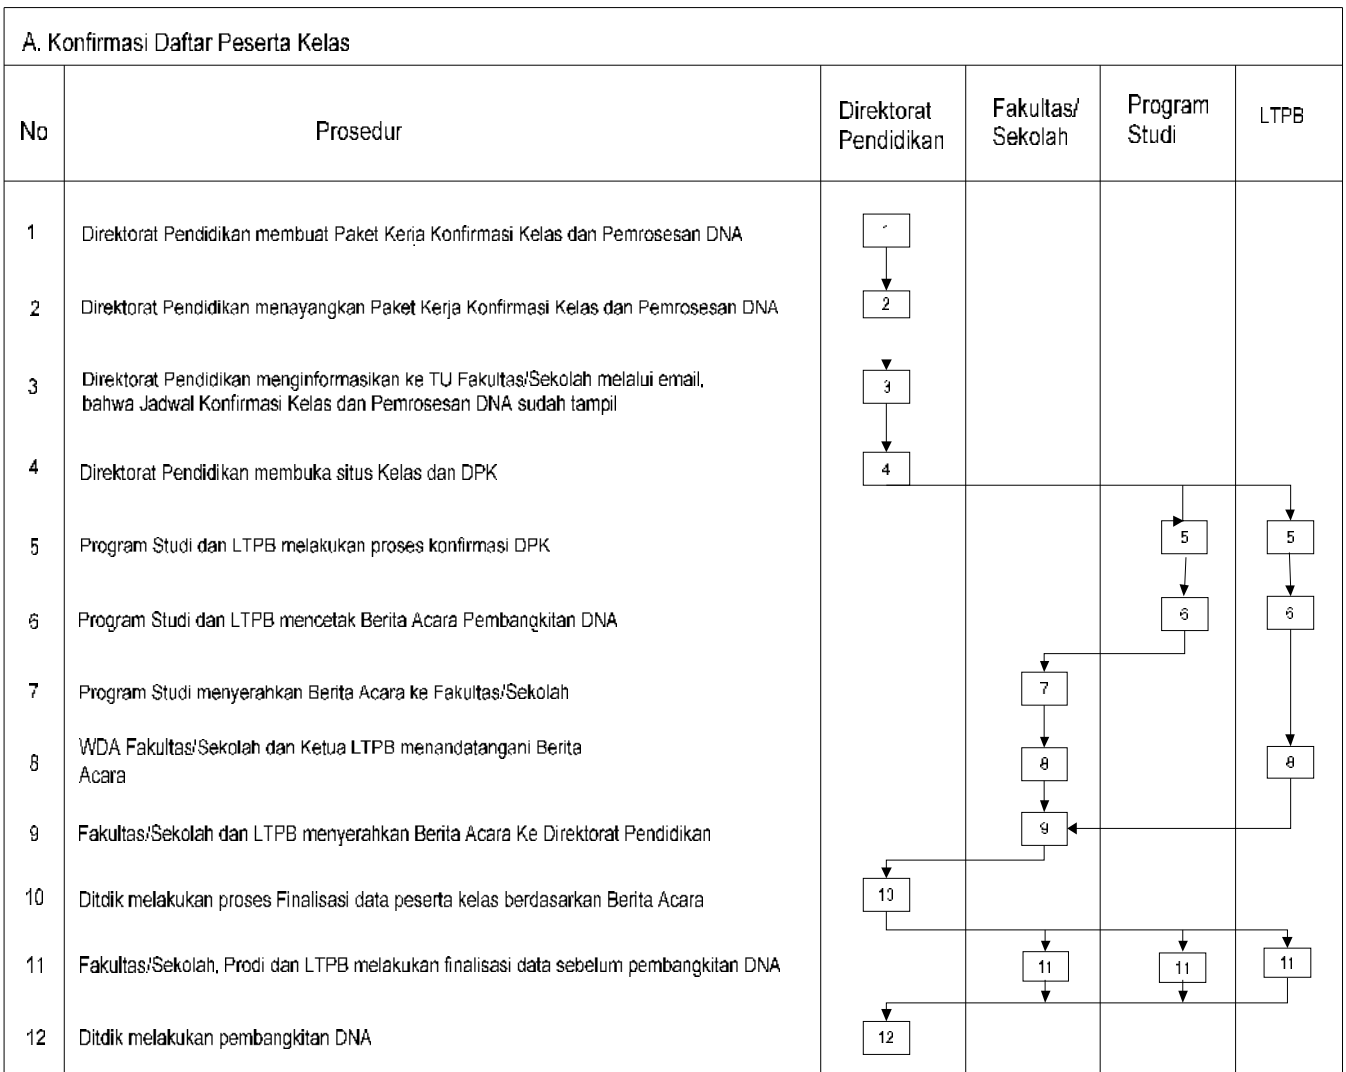 A. Konfirmasi Daftar Peserta Kelas
No
Prosedur
Direktorat
Pendidikan
Fakultas/
Sekolah
Program
Studi
LTPB
1
Direktorat Pendidikan membuat Paket Kerja Konfirmasi Kelas dan Pemrosesan DNA
1
2
Direktorat Pendidikan menayangkan Paket Kerja Konfirmasi Kelas dan Pemrosesan DNA
2
3
Direktorat Pendidikan menginformasikan ke TU Fakultas/Sekolah melalui email,
bahwa Jadwal Konfirmasi Kelas dan Pemrosesan DNA sudah tampil
3
4
Direktorat Pendidikan membuka situs Kelas dan DPK
4
5
Program Studi dan LTPB melakukan proses konfirmasi DPK
5
5
6
Program Studi dan LTPB mencetak Berita Acara Pembangkitan DNA
6
6
7
Program Studi menyerahkan Berita Acara ke Fakultas/Sekolah
7
8
WDA Fakultas/Sekolah dan Ketua LTPB menandatangani Berita
Acara
8
8
9
Fakultas/Sekolah dan LTPB menyerahkan Berita Acara Ke Direktorat Pendidikan
9
10
Ditdik melakukan proses Finalisasi data peserta kelas berdasarkan Berita Acara
10
11
Fakultas/Sekolah, Prodi dan LTPB melakukan finalisasi data sebelum pembangkitan DNA
11
11
11
12
Ditdik melakukan pembangkitan DNA
12